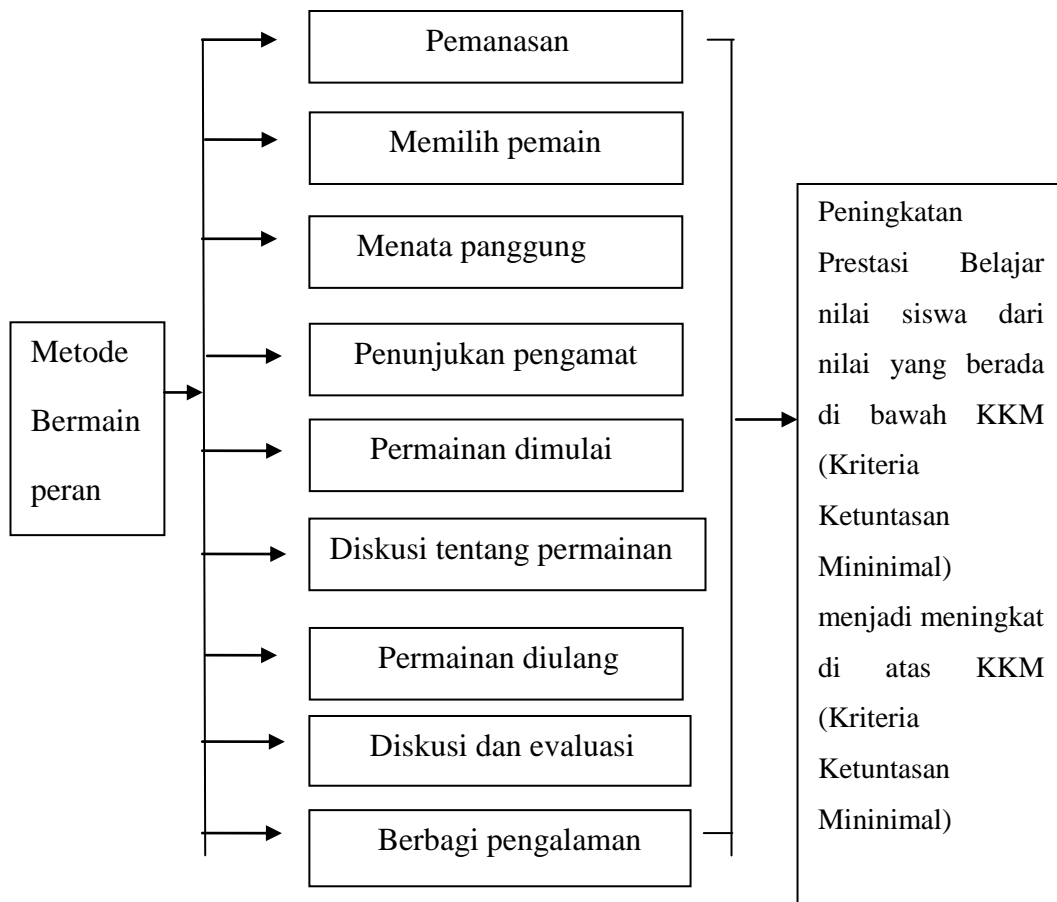 Metode
Bermain
peran
Pemanasan
Memilih pemain
Menata panggung
Penunjukan pengamat
Permainan dimulai
Diskusi tentang permainan
Permainan diulang
Diskusi dan evaluasi
Berbagi pengalaman
Peningkatan
Prestasi Belajar
nilai siswa dari
nilai yang berada
di bawah KKM
(Kriteria
Ketuntasan
Mininimal)
menjadi meningkat
di atas KKM
(Kriteria
Ketuntasan
Mininimal)